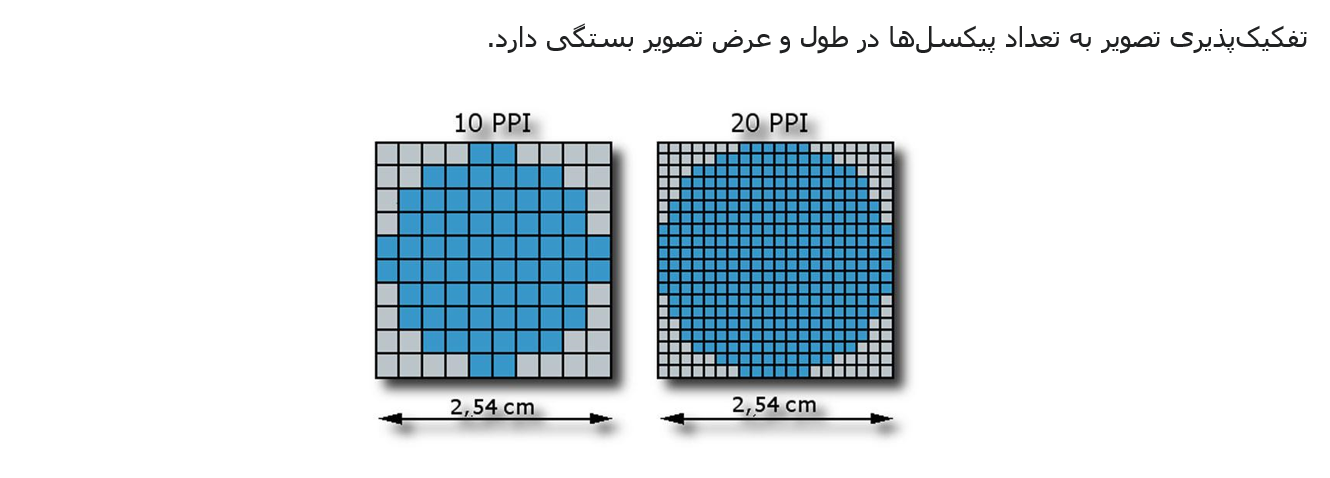 تفکیک‌پذیری تصویر به تعداد پیکسل‌ها در طول و عرض تصویر بستگی دارد.
10 PPI
20 PPI
2,54 cm
2,54 cm